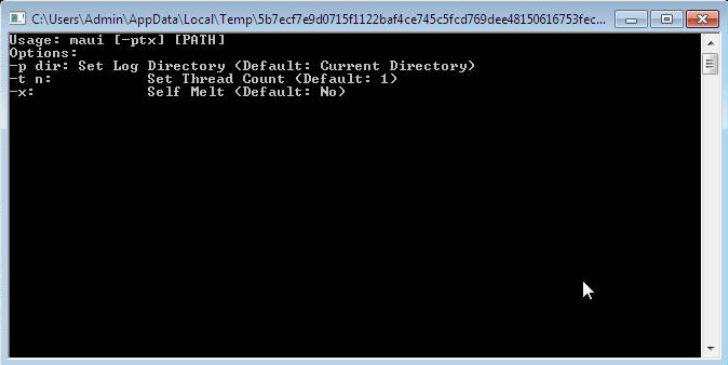 C:\Users\Admin\AppData\Local\Temp\5b7ecf7e9d0715f1122baf4ce745c5fcd769dee48150616753fec...
Usage: maui [-ptx] [PATH]
Options:
-p dir: Set Log Directory (Default: Current Directory)
-t n: Set Thread Count (Default: 1)
-x: Self Melt (Default: No)